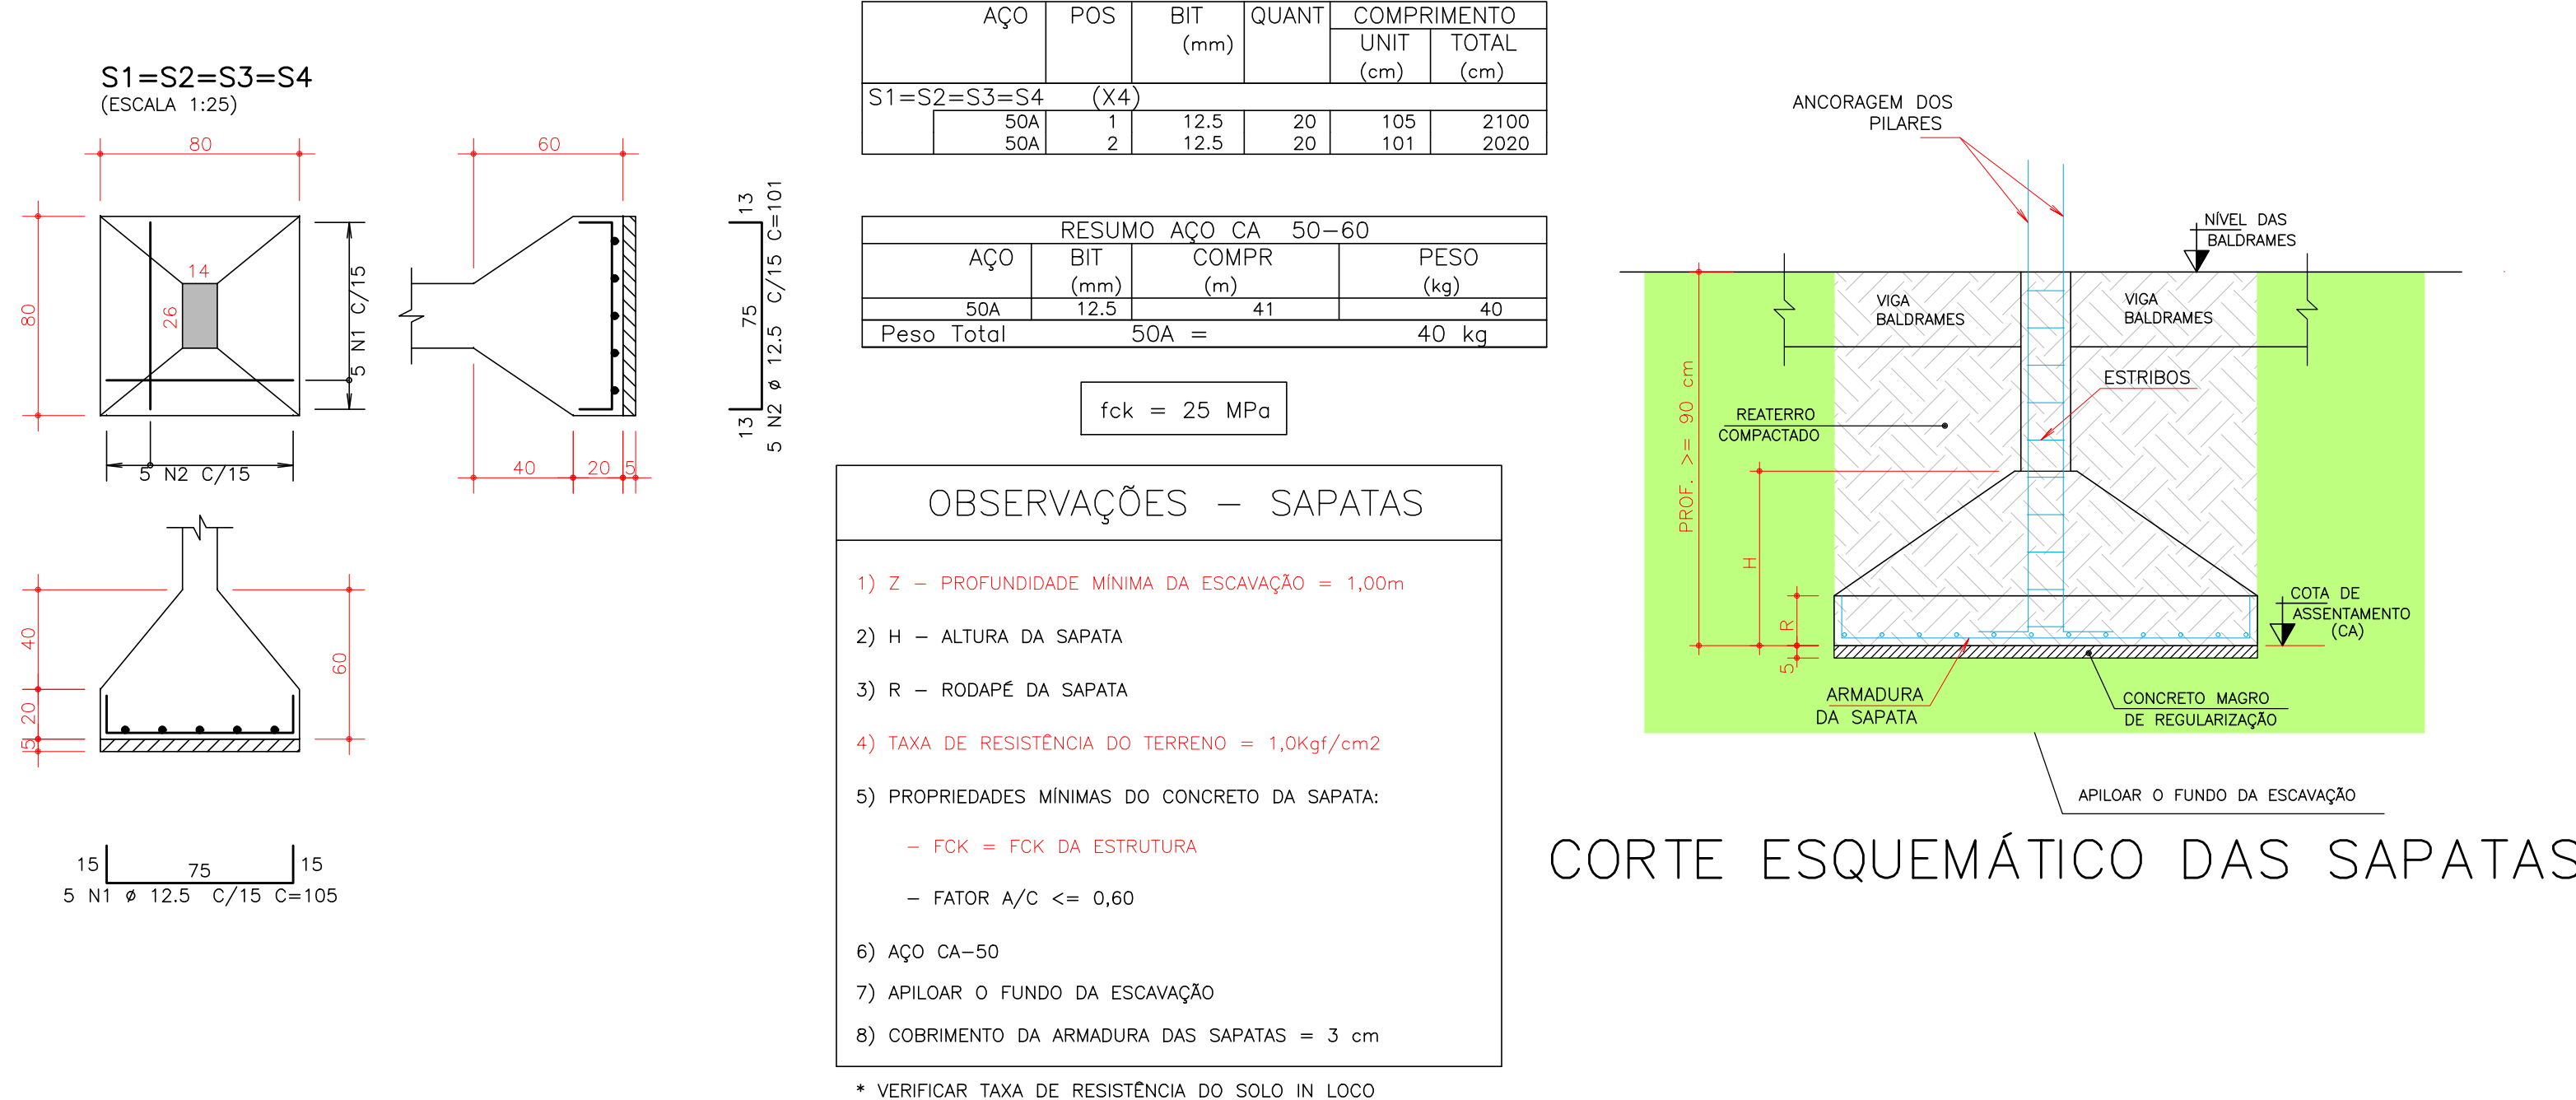 S1=S2=S3=S4
(ESCALA 1:25)
80
80
14
26
5 N1 C/15
5 N2 C/15
60
40 20 5
13
75
13
5 N2 ø 12.5 C/15 C=101
40
20
5
60
15 75 15
5 N1 ø 12.5 C/15 C=105
AÇO POS BIT QUANT COMPRIMENTO
(mm) UNIT TOTAL
(cm) (cm)
S1=S2=S3=S4 (X4)
50A 1 12.5 20 105 2100
50A 2 12.5 20 101 2020
RESUMO AÇO CA 50-60
AÇO BIT COMPR PESO
(mm) (m) (kg)
50A 12.5 41 40
Peso Total 50A = 40 kg
fck = 25 MPa
OBSERVAÇÕES - SAPATAS
1) Z - PROFUNDIDADE MÍNIMA DA ESCAVAÇÃO = 1,00m
2) H - ALTURA DA SAPATA
3) R - RODAPÉ DA SAPATA
4) TAXA DE RESISTÊNCIA DO TERRENO = 1,0Kgf/cm2
5) PROPRIEDADES MÍNIMAS DO CONCRETO DA SAPATA:
- FCK = FCK DA ESTRUTURA
- FATOR A/C <= 0,60
6) AÇO CA-50
7) APILOAR O FUNDO DA ESCAVAÇÃO
8) COBRIMENTO DA ARMADURA DAS SAPATAS = 3 cm
* VERIFICAR TAXA DE RESISTÊNCIA DO SOLO IN LOCO
ANCORAGEM DOS
PILARES
NÍVEL DAS
BALDRAMES
VIGA
BALDRAMES
VIGA
BALDRAMES
ESTRIBOS
REATERRO
COMPACTADO
PROF. >= 90 cm
H
R
5
COTA DE
ASSENTAMENTO
(CA)
ARMADURA
DA SAPATA
CONCRETO MAGRO
DE REGULARIZAÇÃO
APILOAR O FUNDO DA ESCAVAÇÃO
CORTE ESQUEMÁTICO DAS SAPATAS